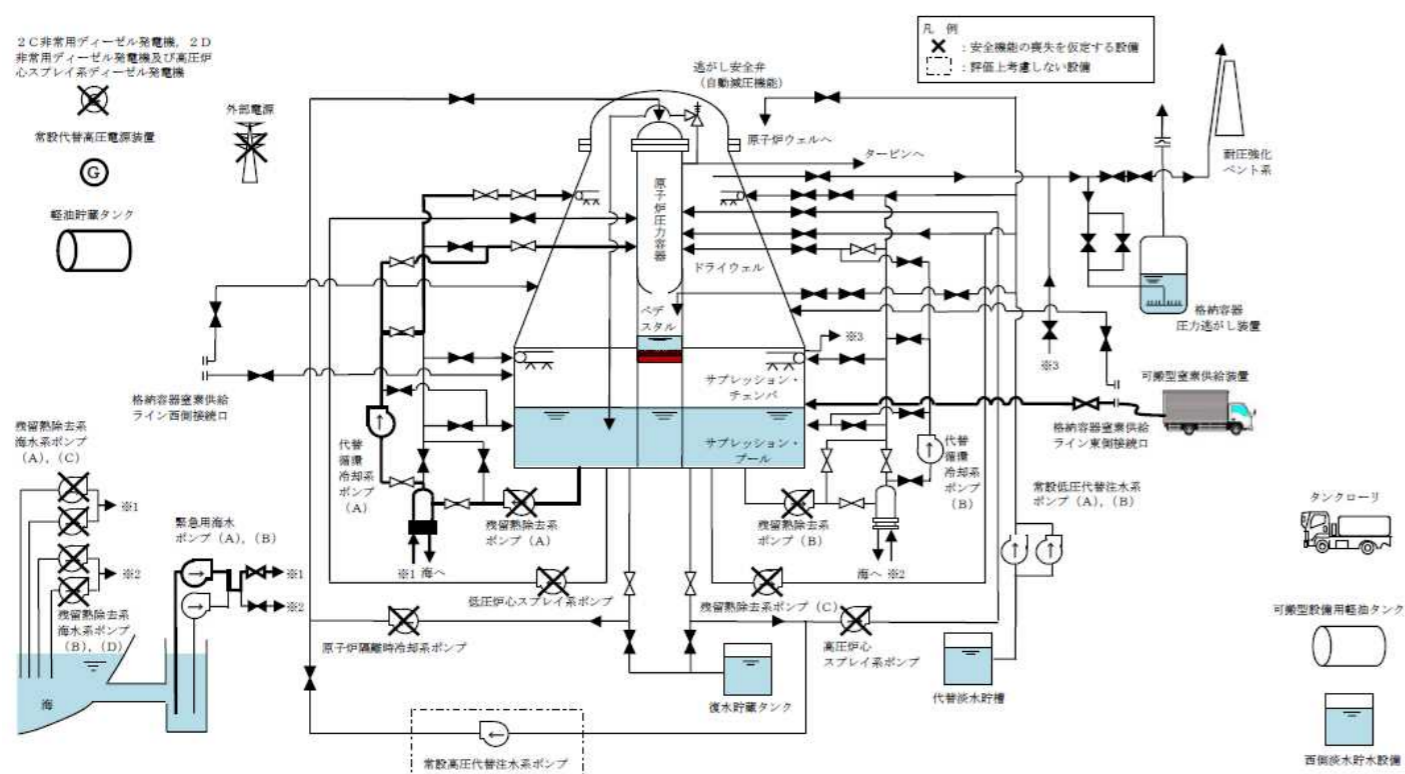 2C非常用ディーゼル発電機，2D
非常用ディーゼル発電機及び高圧炉
心スプレイ系ディーゼル発電機
G
常設代替高圧電源装置
G
軽油貯蔵タンク
外部電源
凡 例
：安全機能の喪失を仮定する設備
：評価上考慮しない設備
逃がし安全弁
（自動減圧機能）
原子炉ウェルへ
タービンへ
耐圧強化
ベント系
原子炉圧力容器
ドライウェル
ペデ
スタル
格納容器
圧力逃がし装置
※3
※3
サプレッション・
チェンバ
サプレッション・
プール
可搬型窒素供給装置
格納容器窒素供給
ライン西側接続口
格納容器窒素供給
ライン東側接続口
代替
循環
冷却系
ポンプ
（A）
代替
循環
冷却系
ポンプ
（B）
残留熱除去系
海水系ポンプ
（A），（C）
※1
※2
残留熱除去系
海水系ポンプ
（B），（D）
緊急用海水
ポンプ（A），（B）
※1
※2
海
残留熱除去系
ポンプ（A）
残留熱除去系
ポンプ（B）
※1
海へ
海へ
※2
常設低圧代替注水系
ポンプ（A），（B）
タンクローリ
低圧炉心スプレイ系ポンプ
残留熱除去系ポンプ（C）
原子炉隔離時冷却系ポンプ
高圧炉心
スプレイ系ポンプ
可搬型設備用軽油タンク
復水貯蔵タンク
代替淡水貯槽
常設高圧代替注水系ポンプ
西側淡水貯水設備